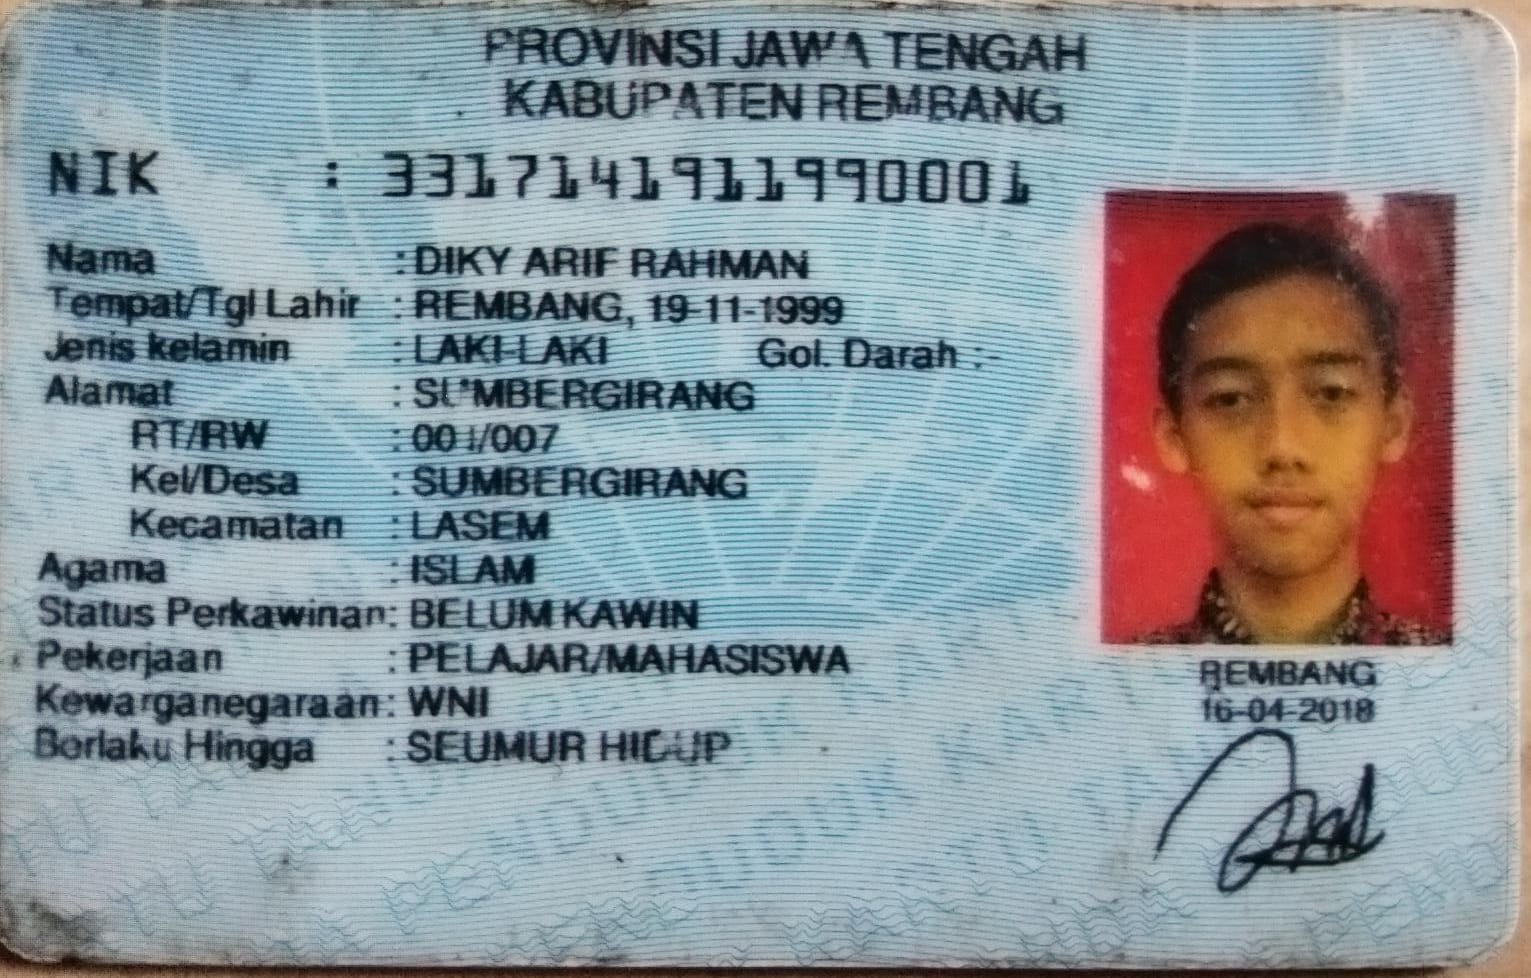 PROVINSI JAWA TENGAH
KABUPATEN REMBANG
NIK : 3317141911990001
Nama : DIKY ARIF RAHMAN
Tempat/Tgl Lahir : REMBANG, 19-11-1999
Jenis kelamin : LAKI-LAKI Gol. Darah : -
Alamat : SUMBERGIRANG
RT/RW : /007
Kel/Desa : SUMBERGIRANG
Kecamatan : LASEM
Agama : ISLAM
Status Perkawinan: BELUM KAWIN
Pekerjaan : PELAJAR/MAHASISWA
Kewarganegaraan: WNI
Berlaku Hingga : SEUMUR HIDUP
REMBANG
16-04-2018